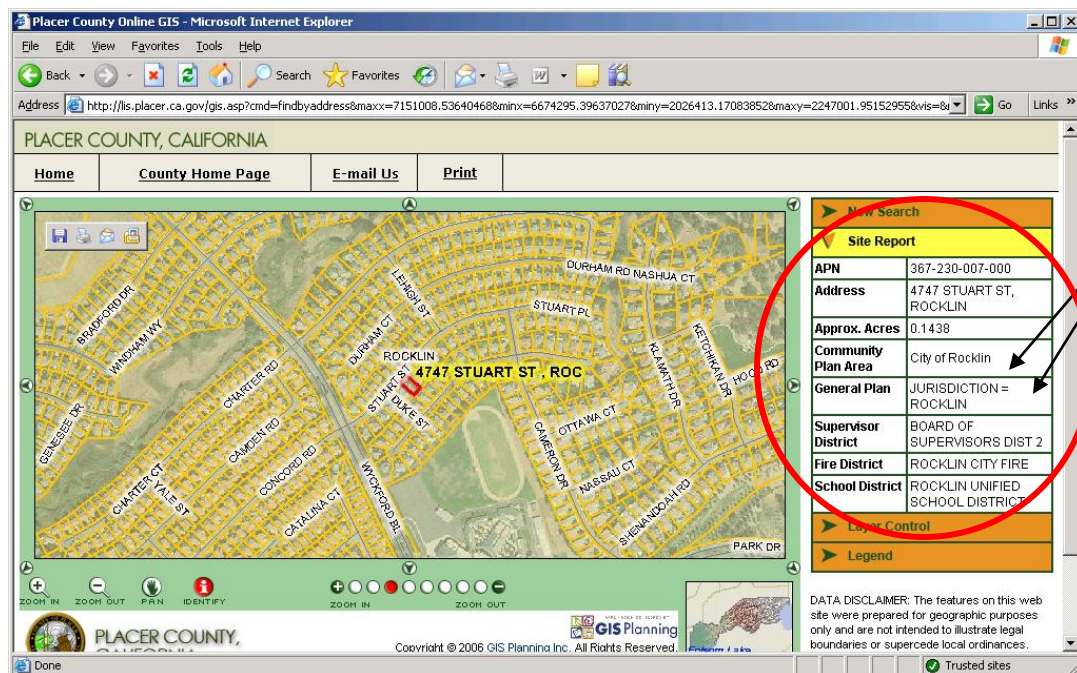 Placer County Online GIS - Microsoft Internet Explorer
File Edit View Favorites Tools Help
Back Search Favorites
Address http://lis.placer.ca.gov/gis.asp?cmd=findbyaddress&maxx=7151008.53640468&minx=6674295.39637027&miny=2026413.17083852&maxy=2247001.95152955&vis=& Go Links »
PLACER COUNTY, CALIFORNIA
Home County Home Page E-mail Us Print
New Search
Site Report
APN 367-230-007-000
Address 4747 STUART ST,
ROCKLIN
Approx. Acres 0.1438
Community
Plan Area City of Rocklin
General Plan JURISDICTION =
ROCKLIN
Supervisor
District BOARD OF
SUPERVISORS DIST 2
Fire District ROCKLIN CITY FIRE
School District ROCKLIN UNIFIED
SCHOOL DISTRICT
Layer Control
Legend
DURHAM RD NASHUA CT
LEHIGH ST
STUART PL
BRADFORD DR
WINDHAM WY
DURHAM CT
ROCKLIN
4747 STUART ST , ROC
STUART ST
DUKE ST
CHARTER RD
KLAMATH DR
KETCHIKAN DR
HOOD RD
GENESEE DR
CAMDEN RD
CONCORD RD
OTTAWA CT
CAMERON DR
NASSAU CT
CHARTER CT
YALE ST
CATALINA CT
WYCKFORD BL
SHENANDOAH RD
PARK DR
ZOOM IN ZOOM OUT PAN IDENTIFY
ZOOM IN ZOOM OUT
PLACER COUNTY,
CALIFORNIA
GIS Planning
Copyright © 2006 GIS Planning Inc. All Rights Reserved.
Folsom Lake
DATA DISCLAIMER: The features on this web
site were prepared for geographic purposes
only and are not intended to illustrate legal
boundaries or supercede local ordinances.
Done Trusted sites